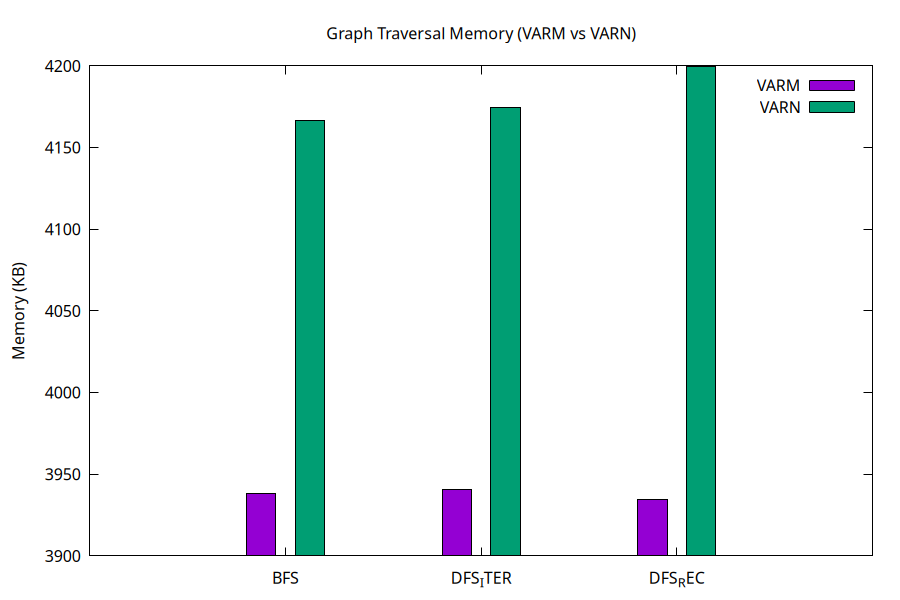 Graph Traversal Memory (VARM vs VARN)
VARM
VARN
4200
4150
4100
4050
4000
3950
3900
Memory (KB)
BFS
DFSITER
DFSREC